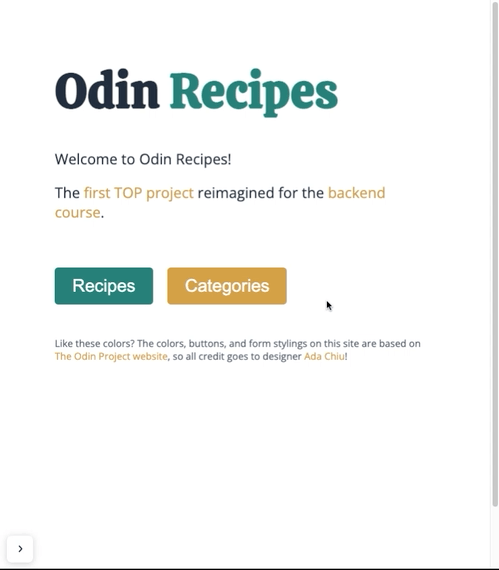 Odin Recipes
Welcome to Odin Recipes!
The first TOP project reimagined for the backend
course.
Recipes Categories
Like these colors? The colors, buttons, and form stylings on this site are based on
The Odin Project website, so all credit goes to designer Ada Chiu!